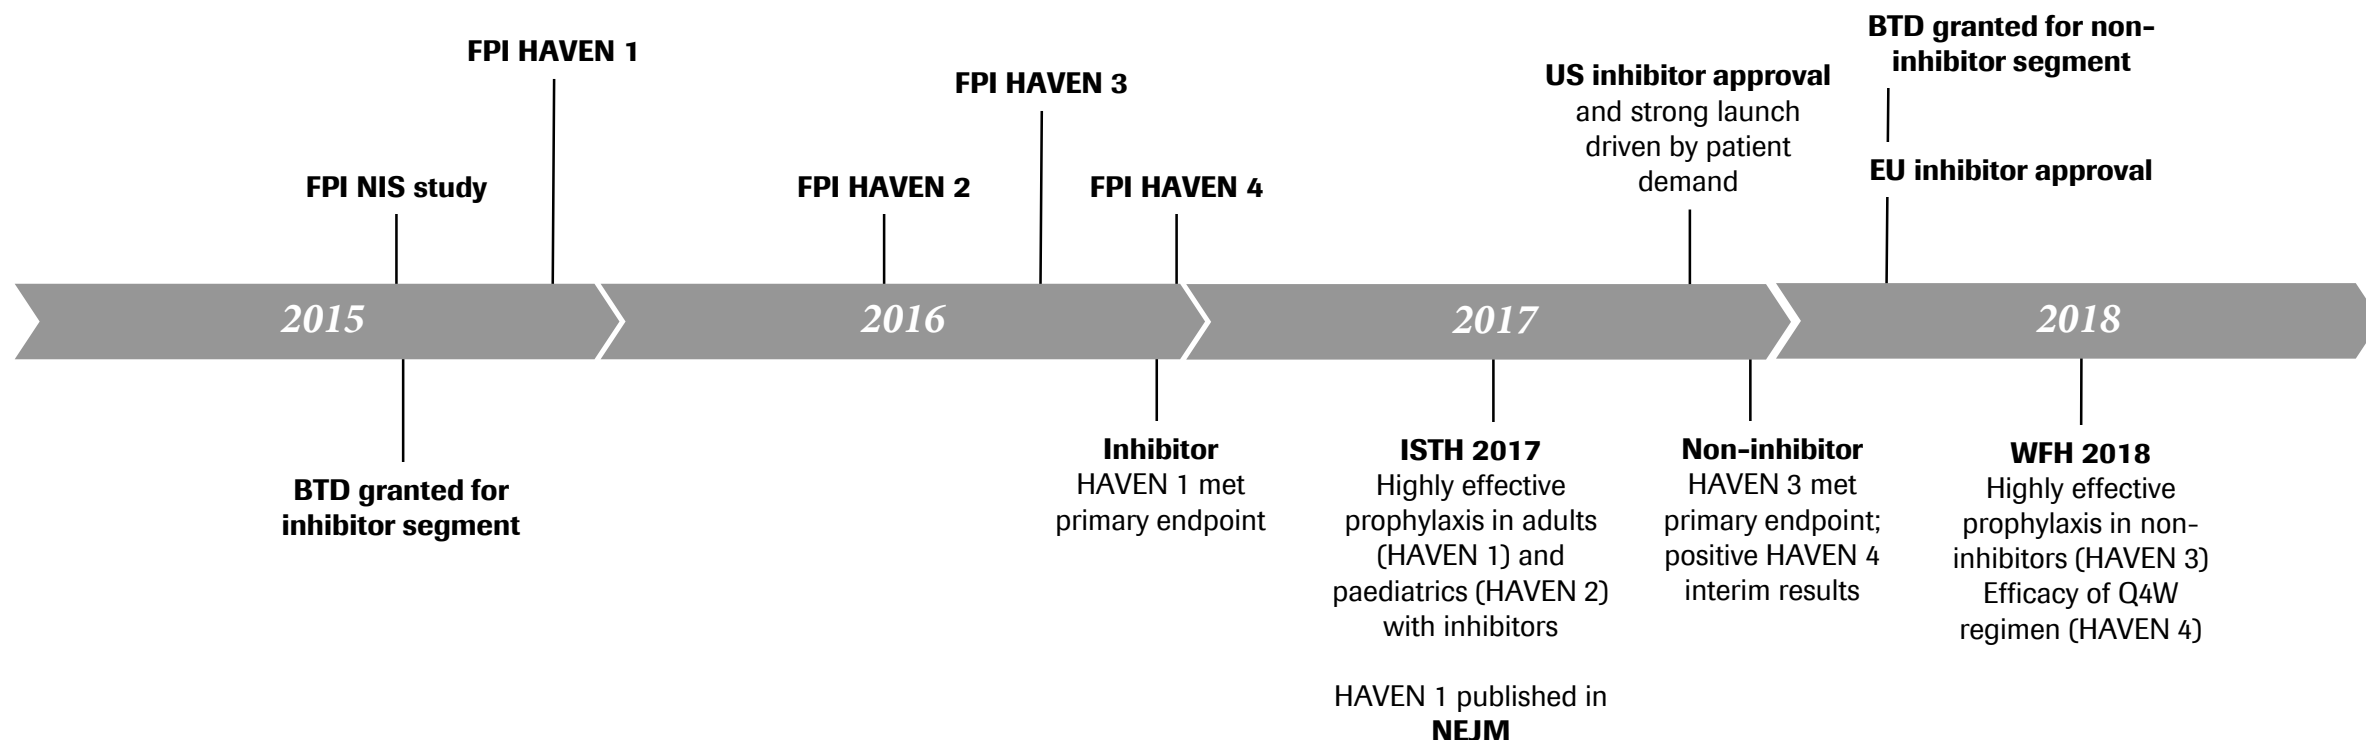 FPI HAVEN 1
FPI NIS study
FPI HAVEN 2
FPI HAVEN 3
FPI HAVEN 4
US inhibitor approval
and strong launch
driven by patient
demand
BTD granted for non-
inhibitor segment
EU inhibitor approval
2015
2016
2017
2018
BTD granted for
inhibitor segment
Inhibitor
HAVEN 1 met
primary endpoint
ISTH 2017
Highly effective
prophylaxis in adults
(HAVEN 1) and
paediatrics (HAVEN 2)
with inhibitors
HAVEN 1 published in
NEJM
Non-inhibitor
HAVEN 3 met
primary endpoint;
positive HAVEN 4
interim results
WFH 2018
Highly effective
prophylaxis in non-
inhibitors (HAVEN 3)
Efficacy of Q4W
regimen (HAVEN 4)